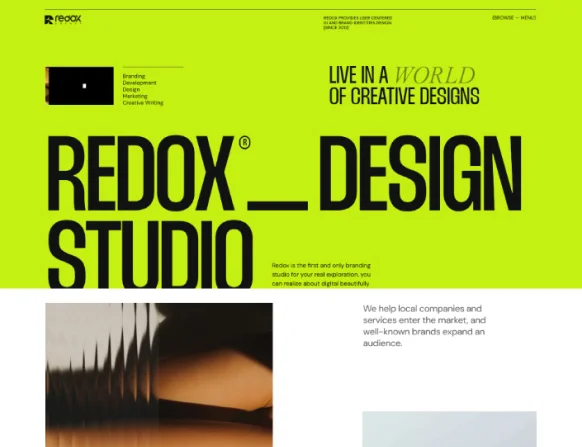 redox
REDOX PROVIDES USER CENTERED
UI AND BRAND IDENTITIES DESIGN
(SINCE 2012)
(BROWSE — MENU)
Branding
Development
Design
Marketing
Creative Writing
LIVE IN A WORLD
OF CREATIVE DESIGNS
REDOX®_DESIGN
STUDIO
Redox is the first and only branding
studio for your real exploration, you
can realize about digital beautifully
We help local companies and
services enter the market, and
well-known brands expand an
audience.